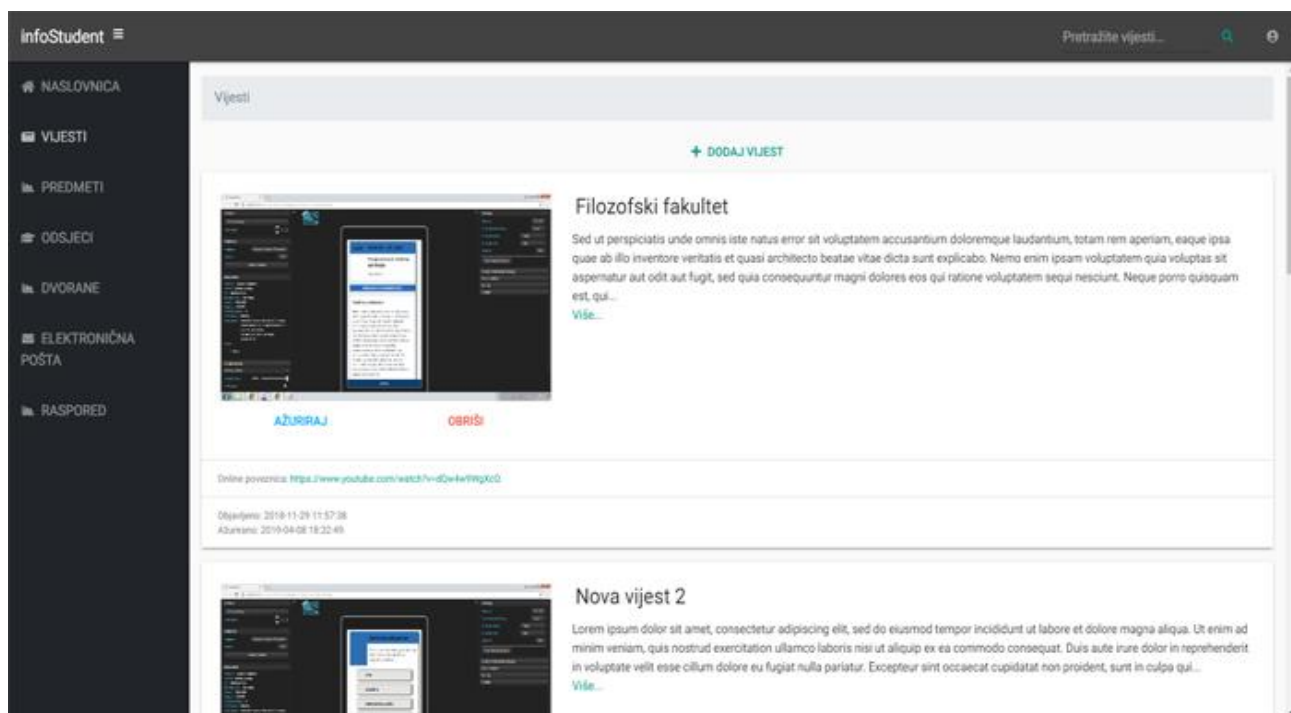 infoStudent
Pretražite vijesti...
NASLOVNICA
VIJESTI
PREDMETI
ODSJECI
DVORANE
ELEKTRONIČNA
POŠTA
RASPORED
Vijesti
+ DODAJ VIJEST
Filozofski fakultet
Sed ut perspiciatis unde omnis iste natus error sit voluptatem accusantium doloremque laudantium, totam rem aperiam, eaque ipsa
quae ab illo inventore veritatis et quasi architecto beatae vitae dicta sunt explicabo. Nemo enim ipsam voluptatem quia voluptas sit
aspernatur aut odit aut fugit, sed quia consequuntur magni dolores eos qui ratione voluptatem sequi nesciunt. Neque porro quisquam
est, qui...
Više...
AŽURIRAJ OBRIŠI
Online poveznica: https://www.youtube.com/watch?v=dQw4w9WgXcQ
Objavljeno: 2018-11-29 11:57:38
Ažurirano: 2019-04-08 18:22:49
Nova vijest 2
Lorem ipsum dolor sit amet, consectetur adipiscing elit, sed do eiusmod tempor incididunt ut labore et dolore magna aliqua. Ut enim ad
minim veniam, quis nostrud exercitation ullamco laboris nisi ut aliquip ex ea commodo consequat. Duis aute irure dolor in reprehenderit
in voluptate velit esse cillum dolore eu fugiat nulla pariatur. Excepteur sint occaecat cupidatat non proident, sunt in culpa qui...
Više...